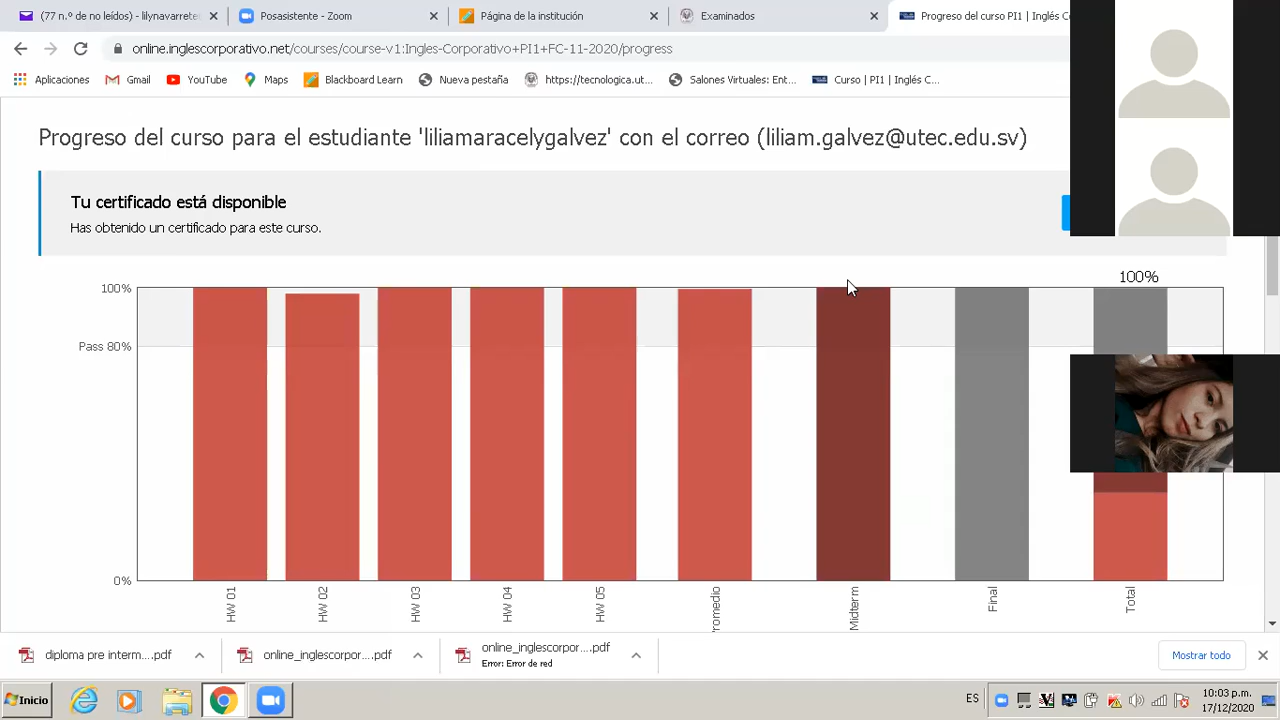 (77 n.º de no leídos) - lilynavarrete
Posasistente - Zoom
Página de la institución
Examinados
Progreso del curso PI1 | Inglés Co
online.inglescorporativo.net/courses/course-v1:Ingles-Corporativo+PI1+FC-11-2020/progress
Aplicaciones
Gmail
YouTube
Maps
Blackboard Learn
Nueva pestaña
https://tecnologica.ut...
Salones Virtuales: Ent...
Curso | PI1 | Inglés C...
Progreso del curso para el estudiante 'liliamaracelygalvez' con el correo (liliam.galvez@utec.edu.sv)
Tu certificado está disponible
Has obtenido un certificado para este curso.
100%
100%
Pass 80%
0%
HW 01
HW 02
HW 03
HW 04
HW 05
romedio
Midterm
Final
Total
diploma pre interm....pdf
online_inglescorpor....pdf
online_inglescorpor....pdf
Error: Error de red
Mostrar todo
Inicio
ES
10:03 p.m.
17/12/2020